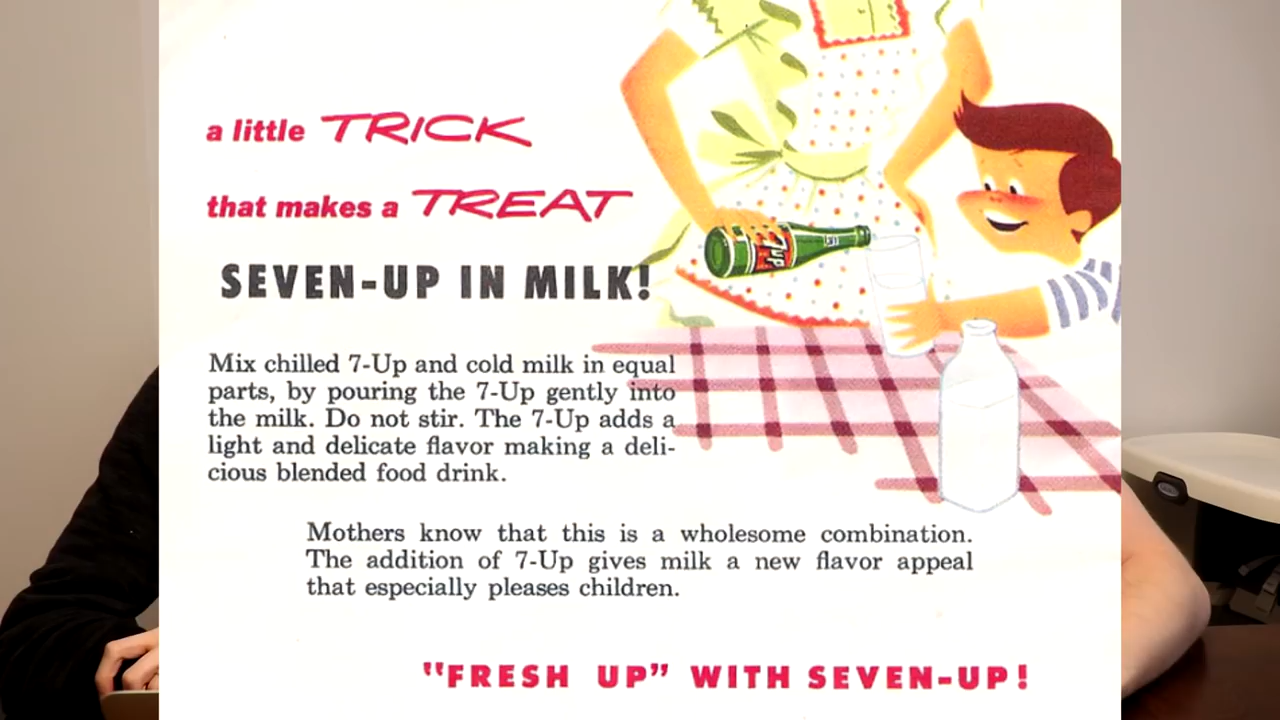 a little TRICK
that makes a TREAT
SEVEN-UP IN MILK!
7up
Mix chilled 7-Up and cold milk in equal
parts, by pouring the 7-Up gently into
the milk. Do not stir. The 7-Up adds a
light and delicate flavor making a deli-
cious blended food drink.
Mothers know that this is a wholesome combination.
The addition of 7-Up gives milk a new flavor appeal
that especially pleases children.
"FRESH UP" WITH SEVEN-UP!